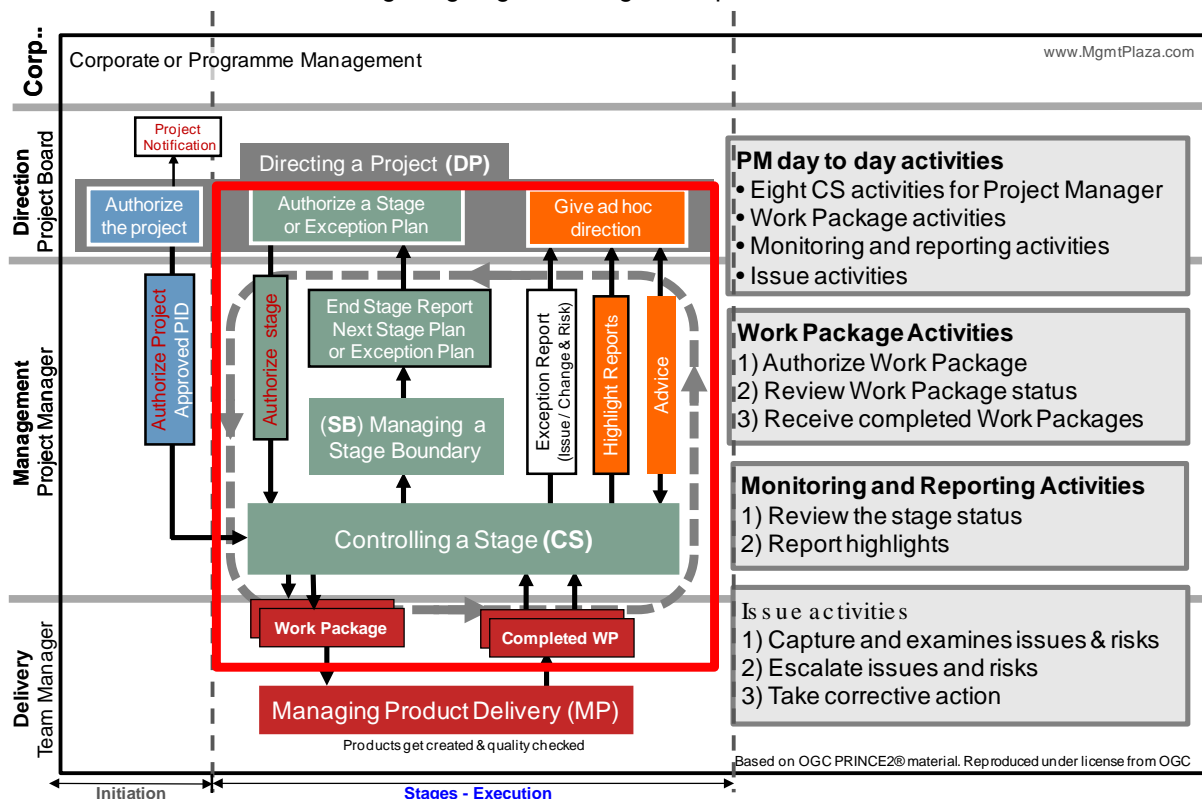 Corp..
Corporate or Programme Management
www.MgmtPlaza.com
Direction
Project Board
Project
Notification
Directing a Project (DP)
Authorize
the project
Authorize a Stage
or Exception Plan
Give ad hoc
direction
Management
Project Manager
Authorize Project
Approved PID
Authorize stage
End Stage Report
Next Stage Plan
or Exception Plan
(SB) Managing a
Stage Boundary
Exception Report
(Issue / Change & Risk)
Highlight Reports
Advice
Controlling a Stage (CS)
Delivery
Team Manager
Work Package
Completed WP
Managing Product Delivery (MP)
Products get created & quality checked
PM day to day activities
• Eight CS activities for Project Manager
• Work Package activities
• Monitoring and reporting activities
• Issue activities
Work Package Activities
1) Authorize Work Package
2) Review Work Package status
3) Receive completed Work Packages
Monitoring and Reporting Activities
1) Review the stage status
2) Report highlights
Issue activities
1) Capture and examines issues & risks
2) Escalate issues and risks
3) Take corrective action
Based on OGC PRINCE2® material. Reproduced under license from OGC
Initiation
Stages - Execution